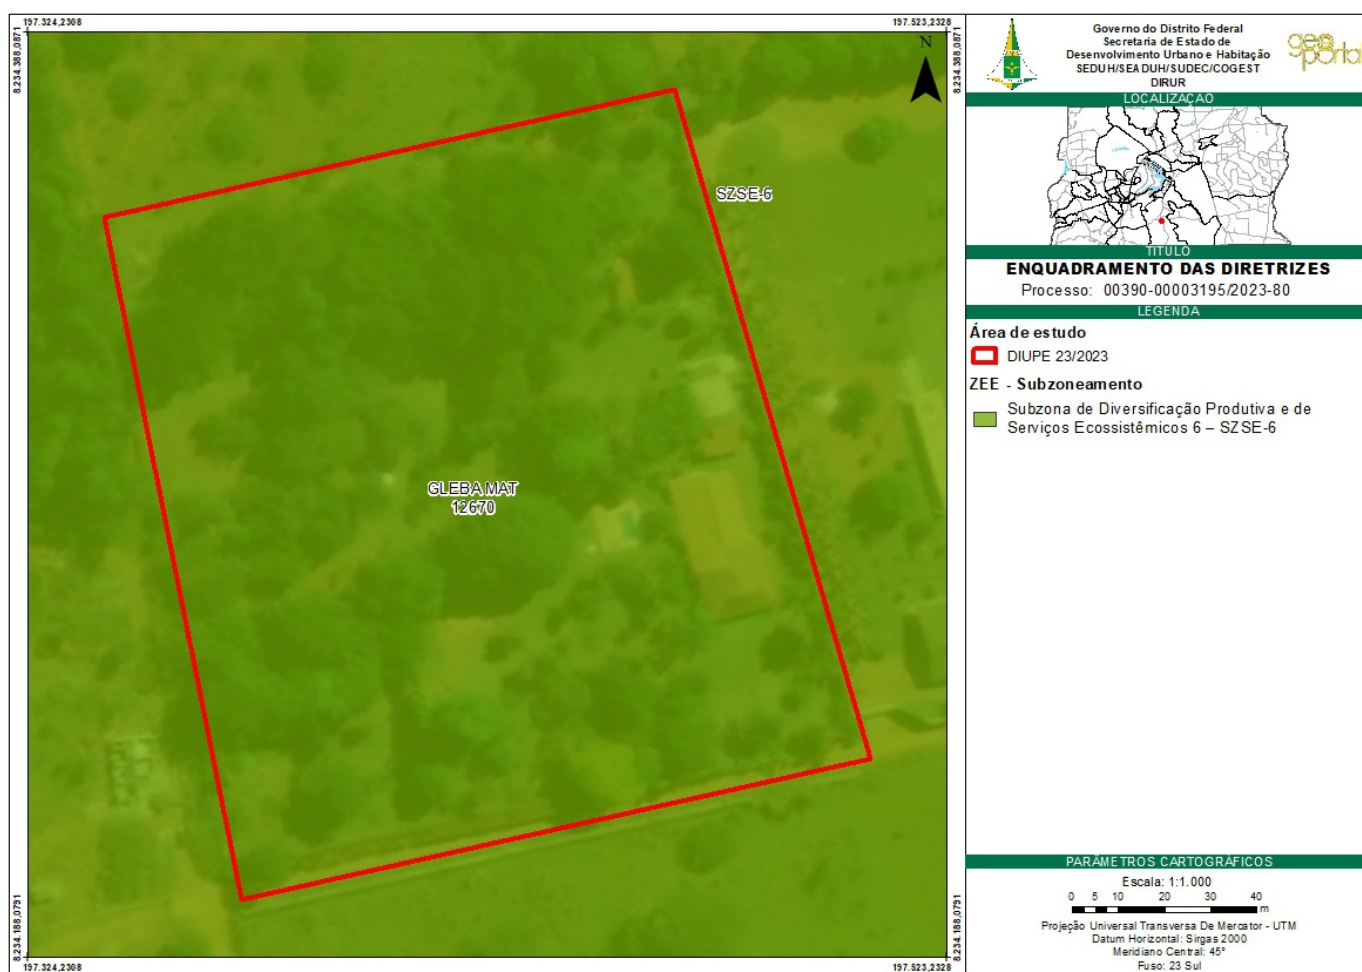 197.324,2308
197.523,2328
8.234.388,0871
8.234.388,0871
N
SZSE-6
GLEBA MAT
12670
8.234.188,0791
8.234.188,0791
197.324,2308
197.523,2328
Governo do Distrito Federal
Secretaria de Estado de
Desenvolvimento Urbano e Habitação
SEDUH/SEADUH/SUDEC/COGEST
DIRUR
geo
portal
LOCALIZAÇÃO
TÍTULO
ENQUADRAMENTO DAS DIRETRIZES
Processo: 00390-00003195/2023-80
LEGENDA
Área de estudo
DIUPE 23/2023
ZEE - Subzoneamento
Subzona de Diversificação Produtiva e de
Serviços Ecossistêmicos 6 – SZSE-6
PARÂMETROS CARTOGRÁFICOS
Escala: 1:1.000
0 5 10 20 30 40
m
Projeção Universal Transversa De Mercator - UTM
Datum Horizontal: Sirgas 2000
Meridiano Central: 45°
Fuso: 23 Sul